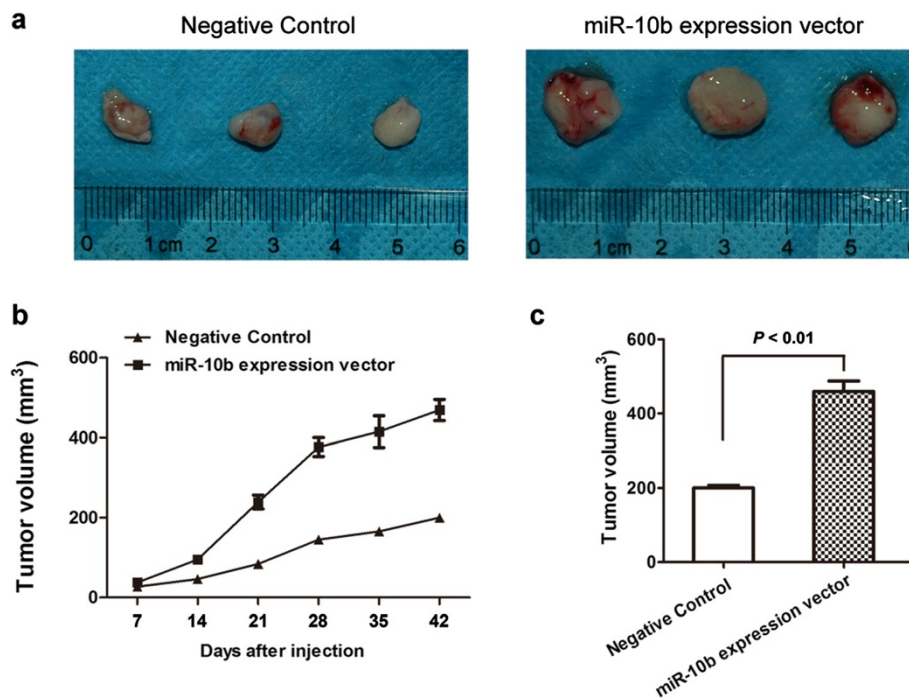 a
Negative Control
miR-10b expression vector
0 1 cm 2 3 4 5 6
0 1 cm 2 3 4 5
b
Negative Control
miR-10b expression vector
Tumor volume (mm³)
600
400
200
0
7 14 21 28 35 42
Days after injection
c
P < 0.01
Tumor volume (mm³)
600
400
200
0
Negative Control
miR-10b expression vector